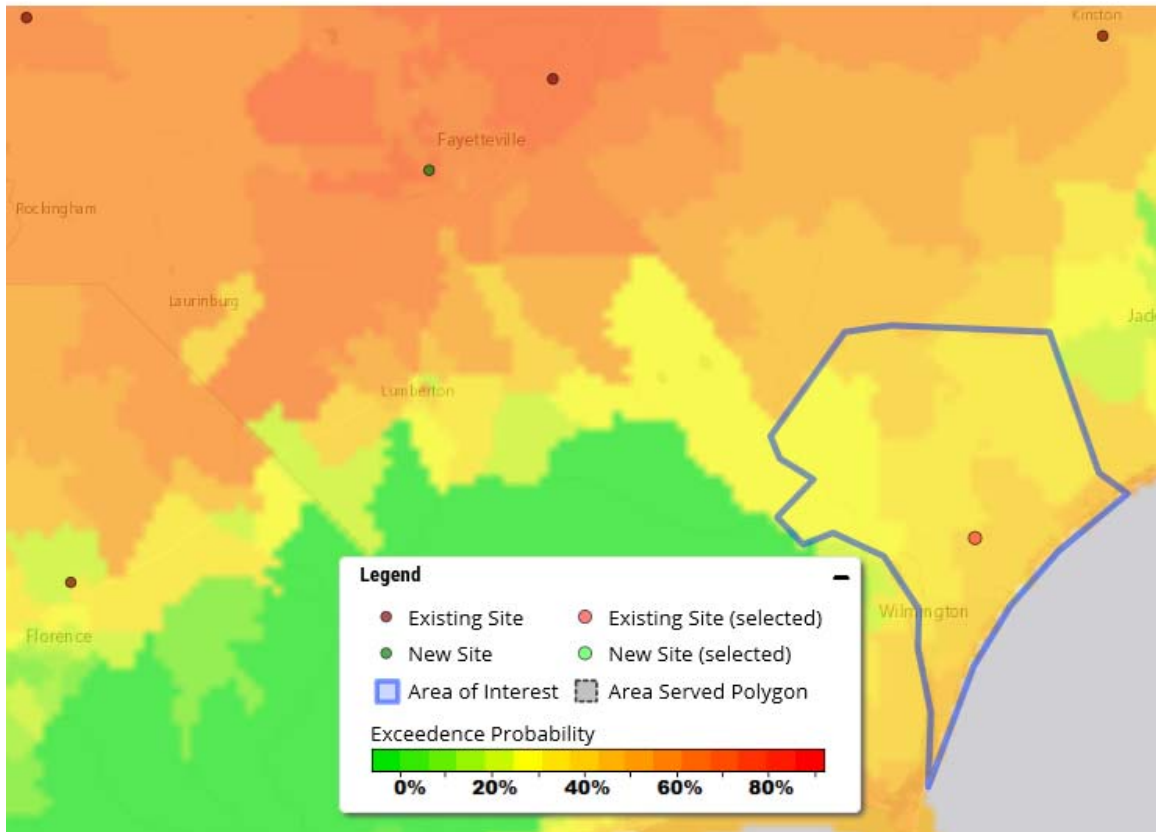 Kinston
Fayetteville
Rockingham
Laurinburg
Jack
Lumberton
Wilmington
Florence
Legend
Existing Site
Existing Site (selected)
New Site
New Site (selected)
Area of Interest
Area Served Polygon
Exceedence Probability
0% 20% 40% 60% 80%